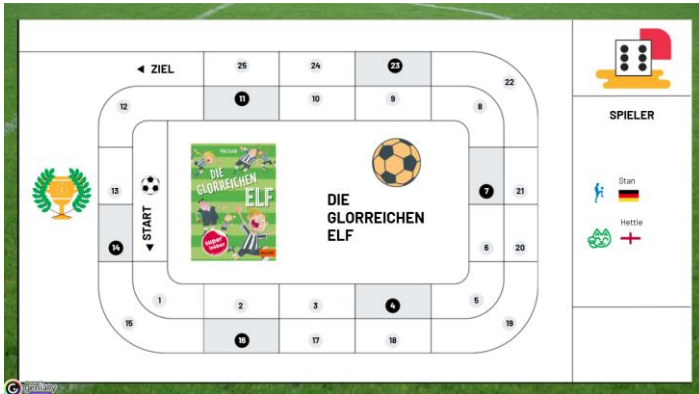 ◄ ZIEL
25
24
23
22
12
11
10
9
8
SPIELER
DIE
GLORREICHEN
ELF
super
lesbar
DIE
GLORREICHEN
ELF
START
13
14
7
21
6
20
Stan
Hettie
1
2
3
4
5
15
16
17
18
19
genially